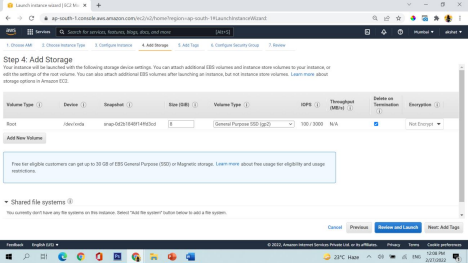 Launch instance wizard | EC2 M
ap-south-1.console.aws.amazon.com/ec2/v2/home?region=ap-south-1#LaunchInstanceWizard:
aws Services Search for services, features, blogs, docs, and more [Alt+S] Mumbai akshat
1. Choose AMI 2. Choose Instance Type 3. Configure Instance 4. Add Storage 5. Add Tags 6. Configure Security Group 7. Review
Step 4: Add Storage
Your instance will be launched with the following storage device settings. You can attach additional EBS volumes and instance store volumes to your instance, or
edit the settings of the root volume. You can also attach additional EBS volumes after launching an instance, but not instance store volumes. Learn more about
storage options in Amazon EC2.
Volume Type Device Snapshot Size (GiB) Volume Type IOPS Throughput (MB/s) Delete on Termination Encryption
Root /dev/xvda 8 General Purpose SSD (gp2) 100 / 3000 N/A Not Encrypt
Add New Volume
Free tier eligible customers can get up to 30 GB of EBS General Purpose (SSD) or Magnetic storage. Learn more about free usage tier eligibility and usage
restrictions.
Shared file systems
You currently don't have any file systems on this instance. Select "Add file system" button below to add a file system.
Cancel Previous Review and Launch Next: Add Tags
Feedback English (US) © 2022, Amazon Internet Services Private Ltd. or its affiliates. Privacy Terms Cookie preferences
22°C Haze ENG 12:08 PM
2/27/2022